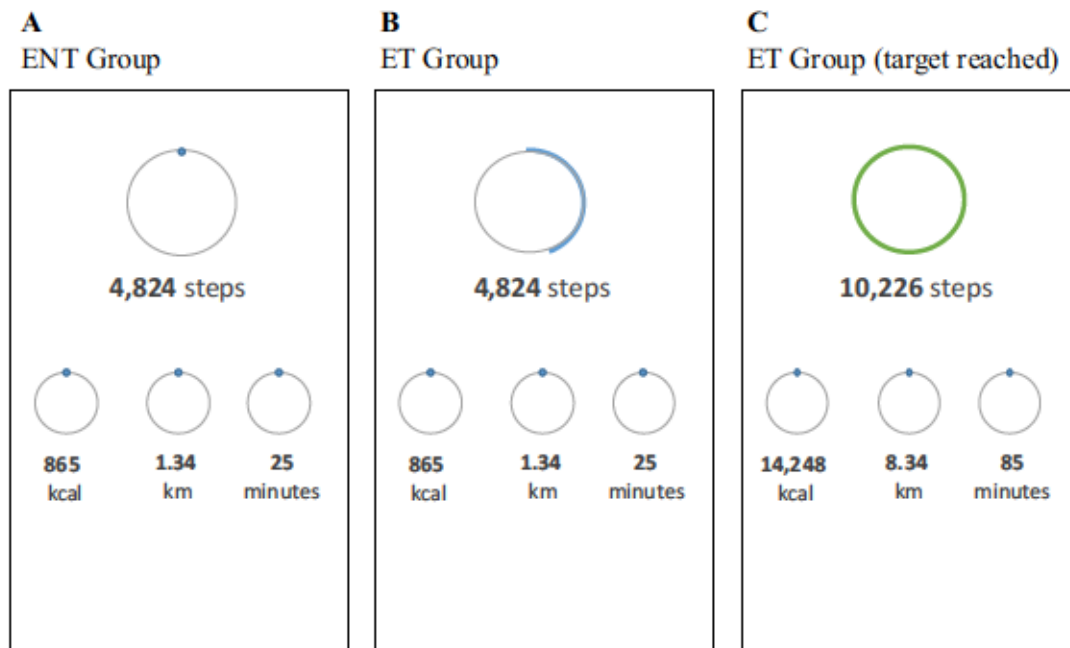 A
ENT Group
4,824 steps
865
kcal
1.34
km
25
minutes
B
ET Group
4,824 steps
865
kcal
1.34
km
25
minutes
C
ET Group (target reached)
10,226 steps
14,248
kcal
8.34
km
85
minutes